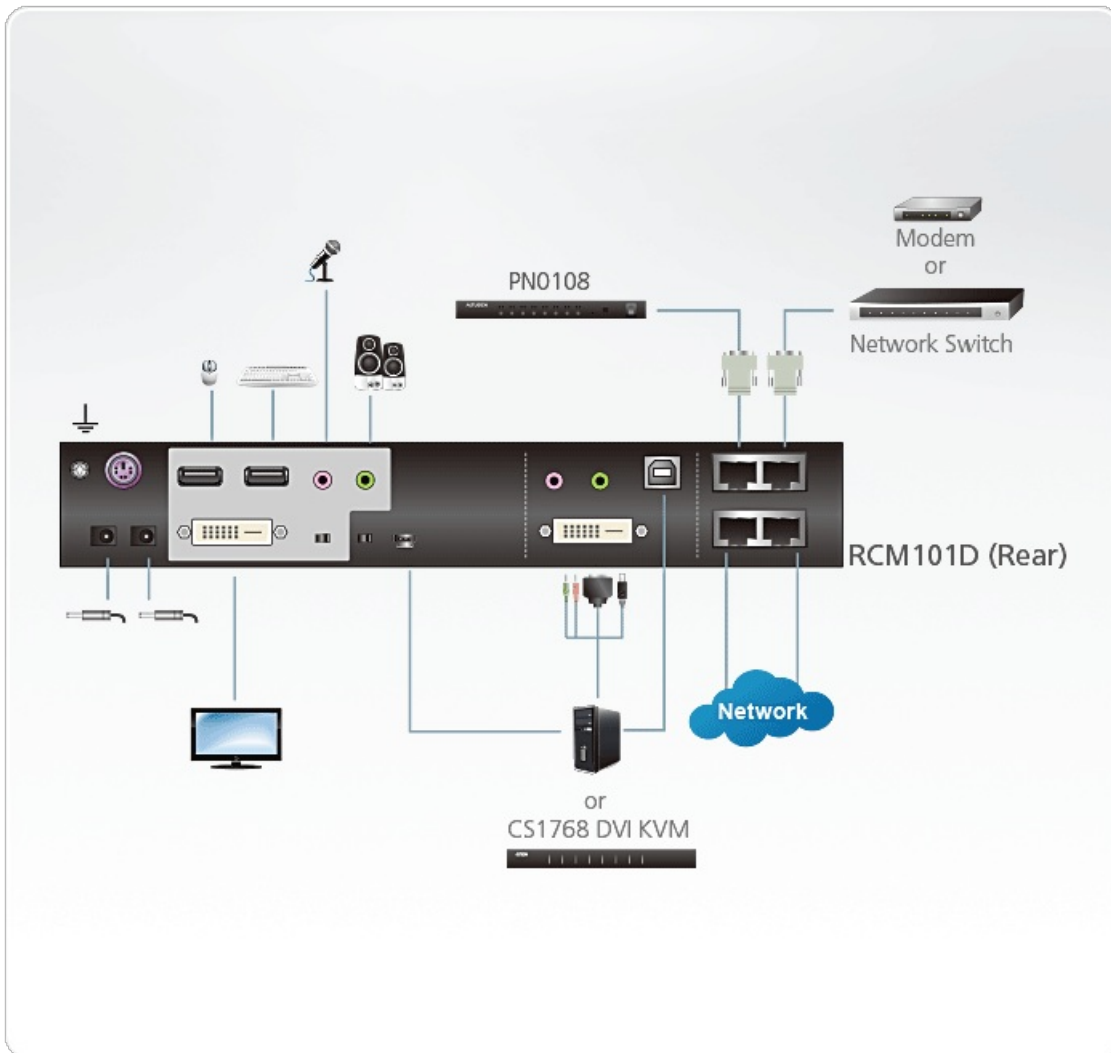 Modem
or
PN0108
Network Switch
RCM101D (Rear)
Network
or
CS1768 DVI KVM